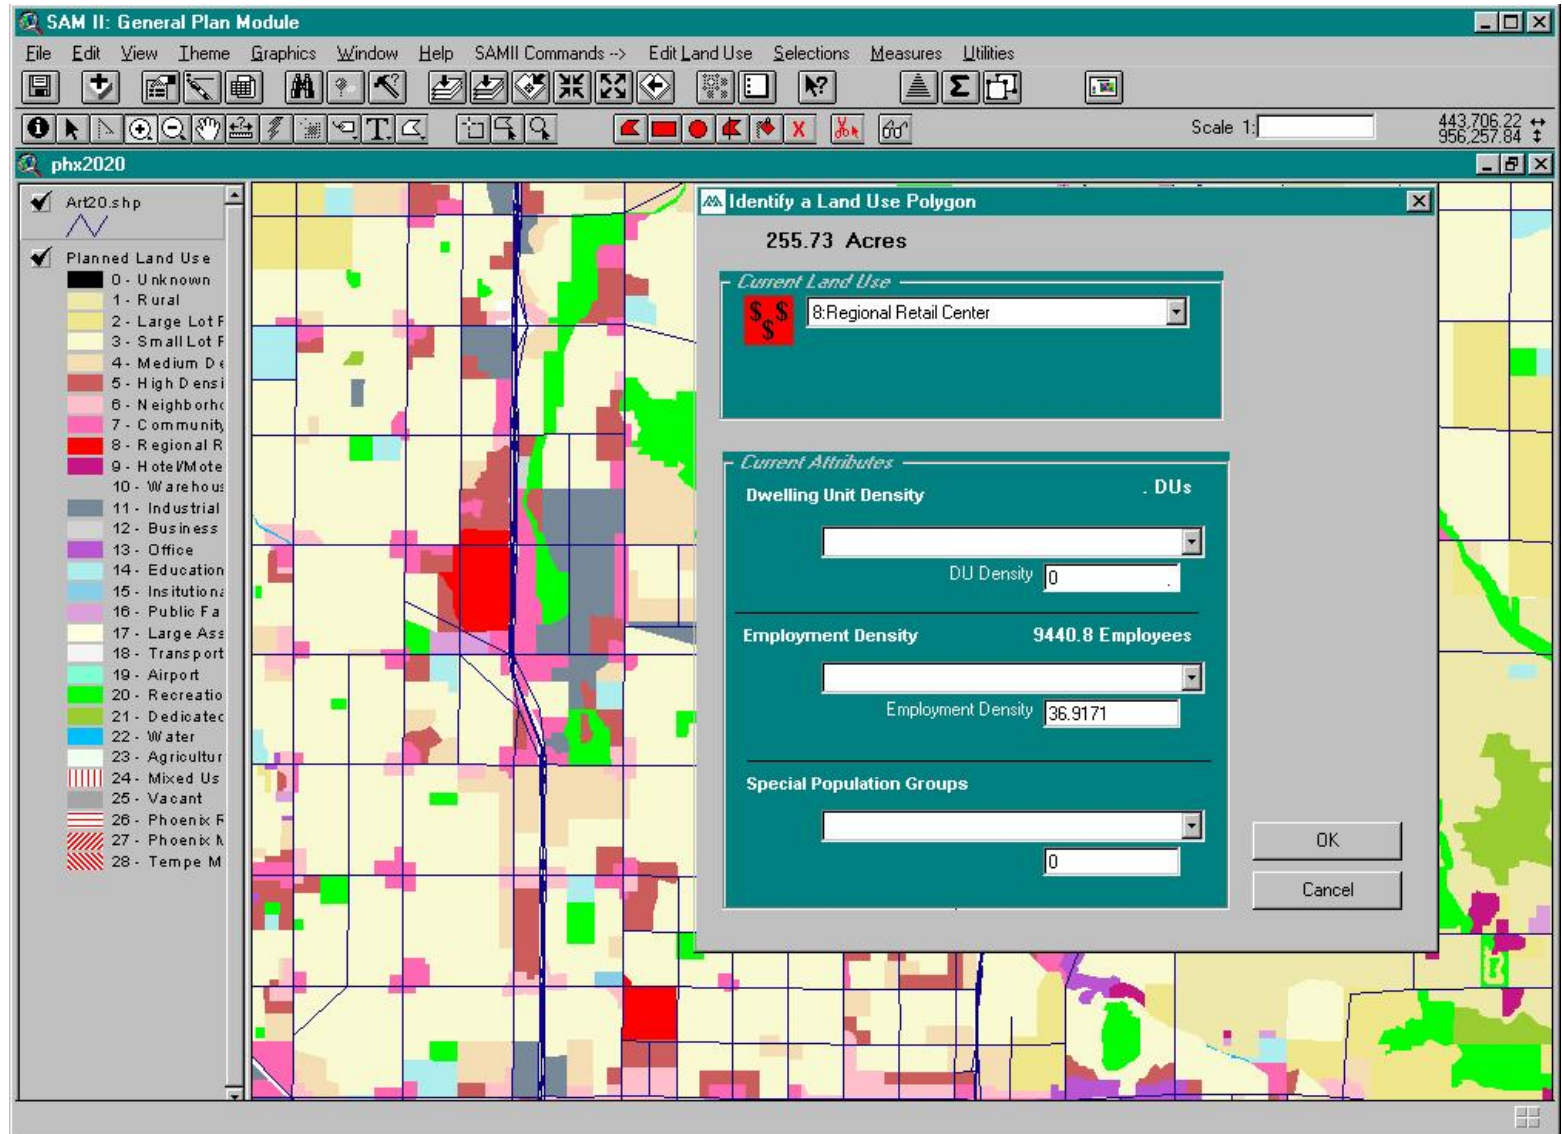 SAM II: General Plan Module
File Edit View Theme Graphics Window Help SAMII Commands --> Edit Land Use Selections Measures Utilities
Scale 1:
443,706.22
956,257.84
phx2020
Art20.shp
Planned Land Use
0 - Unknown
1 - Rural
2 - Large Lot F
3 - Small Lot F
4 - Medium De
5 - High Densi
6 - Neighborho
7 - Community
8 - Regional R
9 - Hotel/Mote
10 - Warehous
11 - Industrial
12 - Business
13 - Office
14 - Education
15 - Insitutiona
16 - Public Fa
17 - Large Ass
18 - Transport
19 - Airport
20 - Recreatio
21 - Dedicatec
22 - Water
23 - Agricultur
24 - Mixed Us
25 - Vacant
26 - Phoenix R
27 - Phoenix M
28 - Tempe M
Identify a Land Use Polygon
255.73 Acres
Current Land Use
$ $ $
8:Regional Retail Center
Current Attributes
Dwelling Unit Density . DUs
DU Density 0 .
Employment Density 9440.8 Employees
Employment Density 36.9171
Special Population Groups
0
OK
Cancel